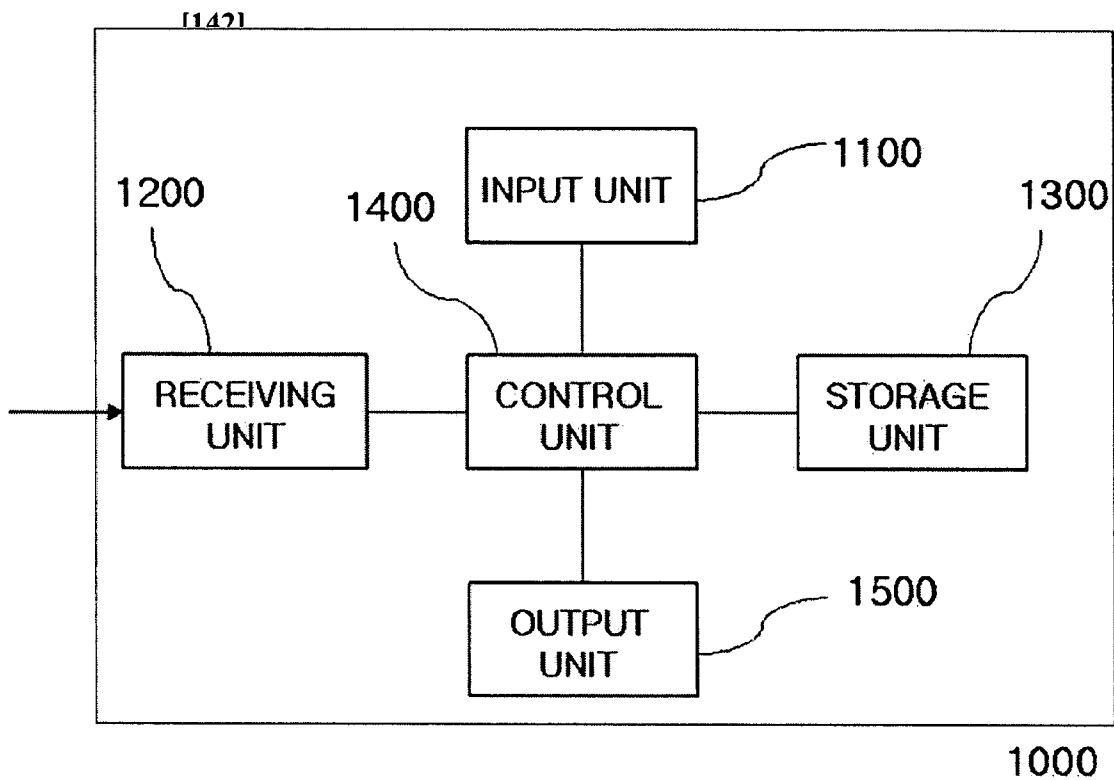 [142]
1100
INPUT UNIT
1200
1400
1300
RECEIVING
UNIT
CONTROL
UNIT
STORAGE
UNIT
OUTPUT
UNIT
1500
1000